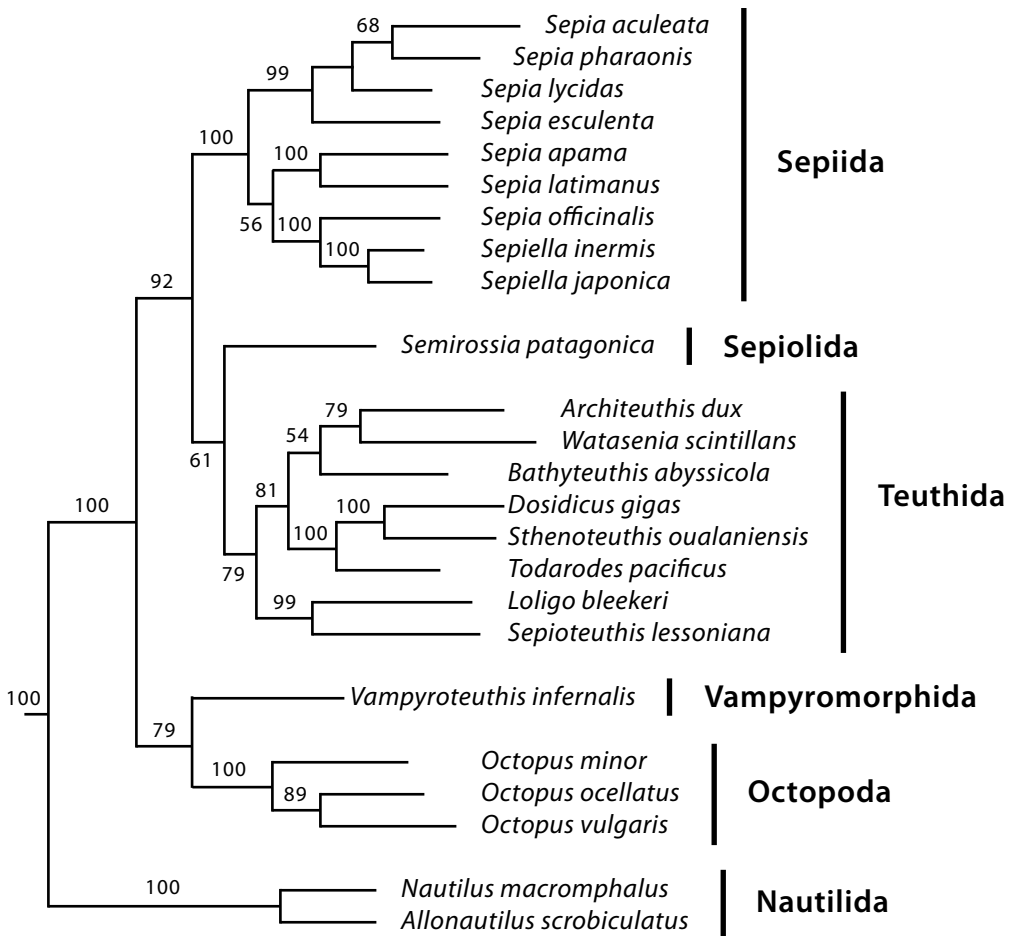 68
Sepia aculeata
Sepia pharaonis
99
Sepia lycidas
Sepia esculenta
100
100
Sepia apama
Sepiida
Sepia latimanus
56
100
Sepia officinalis
100
Sepiella inermis
Sepiella japonica
92
Semirossia patagonica
Sepiolida
61
79
Architeuthis dux
54
Watasenia scintillans
Bathyteuthis abyssicola
81
100
Dosidicus gigas
Teuthida
100
Sthenoteuthis oualaniensis
100
Todarodes pacificus
79
99
Loligo bleekeri
Sepioteuthis lessoniana
100
Vampyroteuthis infernalis
Vampyromorphida
79
100
Octopus minor
89
Octopus ocellatus
Octopoda
Octopus vulgaris
100
Nautilus macromphalus
Nautilida
Allonautilus scrobiculatus